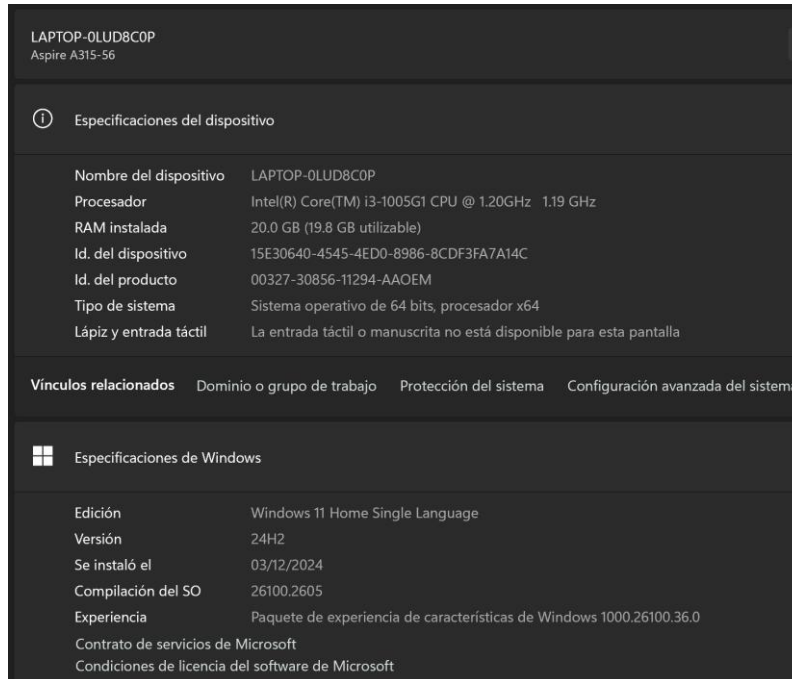 LAPTOP-0LUD8C0P
Aspire A315-56
Especificaciones del dispositivo
Nombre del dispositivo LAPTOP-0LUD8C0P
Procesador Intel(R) Core(TM) i3-1005G1 CPU @ 1.20GHz 1.19 GHz
RAM instalada 20.0 GB (19.8 GB utilizable)
Id. del dispositivo 15E30640-4545-4ED0-8986-8CDF3FA7A14C
Id. del producto 00327-30856-11294-AAOEM
Tipo de sistema Sistema operativo de 64 bits, procesador x64
Lápiz y entrada táctil La entrada táctil o manuscrita no está disponible para esta pantalla
Vínculos relacionados Dominio o grupo de trabajo Protección del sistema Configuración avanzada del sistema
Especificaciones de Windows
Edición Windows 11 Home Single Language
Versión 24H2
Se instaló el 03/12/2024
Compilación del SO 26100.2605
Experiencia Paquete de experiencia de características de Windows 1000.26100.36.0
Contrato de servicios de Microsoft
Condiciones de licencia del software de Microsoft